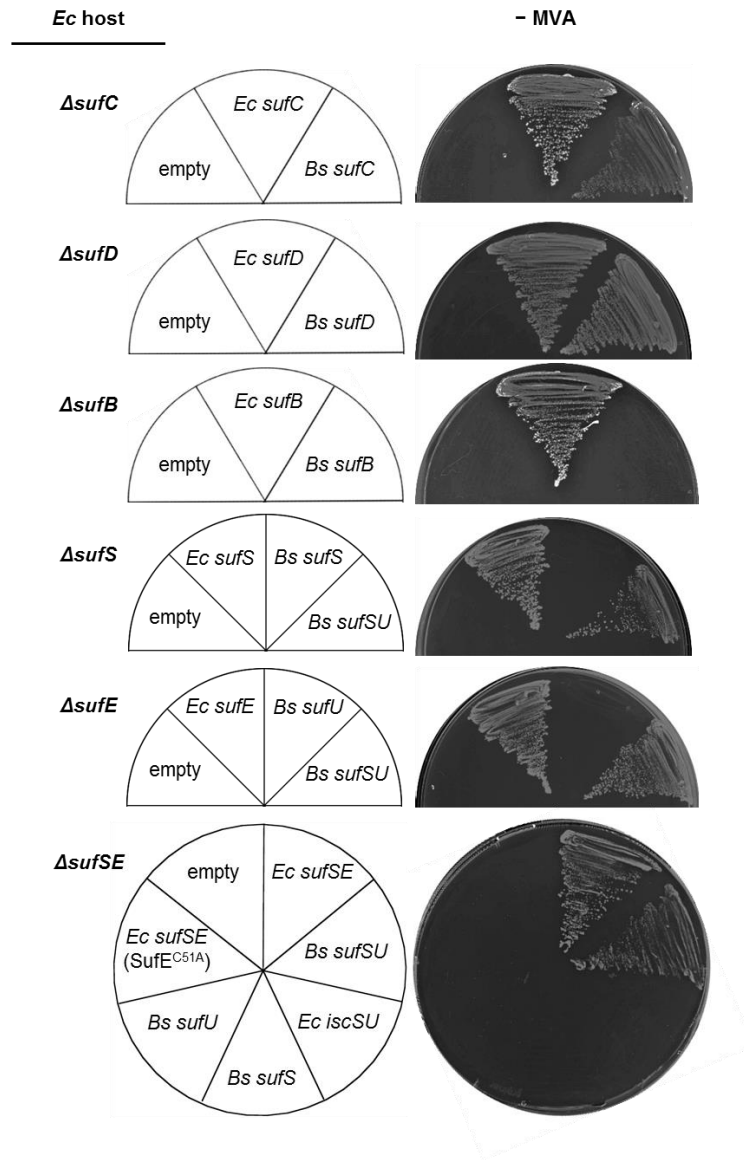 Ec host
− MVA
ΔsufC
empty
Ec sufC
Bs sufC
ΔsufD
empty
Ec sufD
Bs sufD
ΔsufB
empty
Ec sufB
Bs sufB
ΔsufS
empty
Ec sufS
Bs sufS
Bs sufSU
ΔsufE
empty
Ec sufE
Bs sufU
Bs sufSU
ΔsufSE
empty
Ec sufSE
Bs sufSU
Ec iscSU
Bs sufS
Bs sufU
Ec sufSE
(SufEC51A)